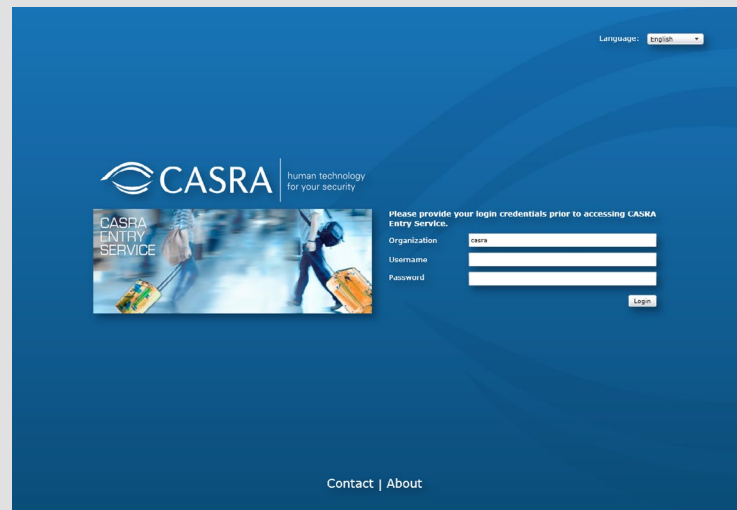 Language: English
CASRA
human technology
for your security
CASRA
ENTRY
SERVICE
Please provide your login credentials prior to accessing CASRA
Entry Service.
Organization casra
Username
Password
Login
Contact | About